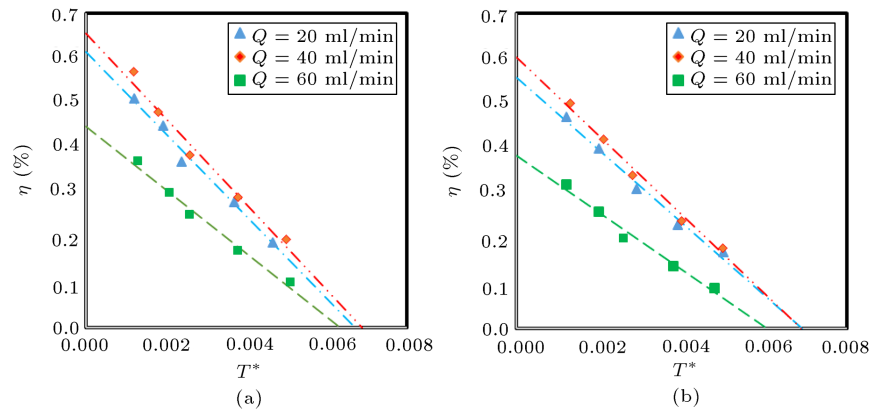 0.7
0.6
0.5
0.4
0.3
0.2
0.1
0.0
η (%)
Q = 20 ml/min
Q = 40 ml/min
Q = 60 ml/min
0.000 0.002 0.004 0.006 0.008
T*
(a)
0.7
0.6
0.5
0.4
0.3
0.2
0.1
0.0
η (%)
Q = 20 ml/min
Q = 40 ml/min
Q = 60 ml/min
0.000 0.002 0.004 0.006 0.008
T*
(b)